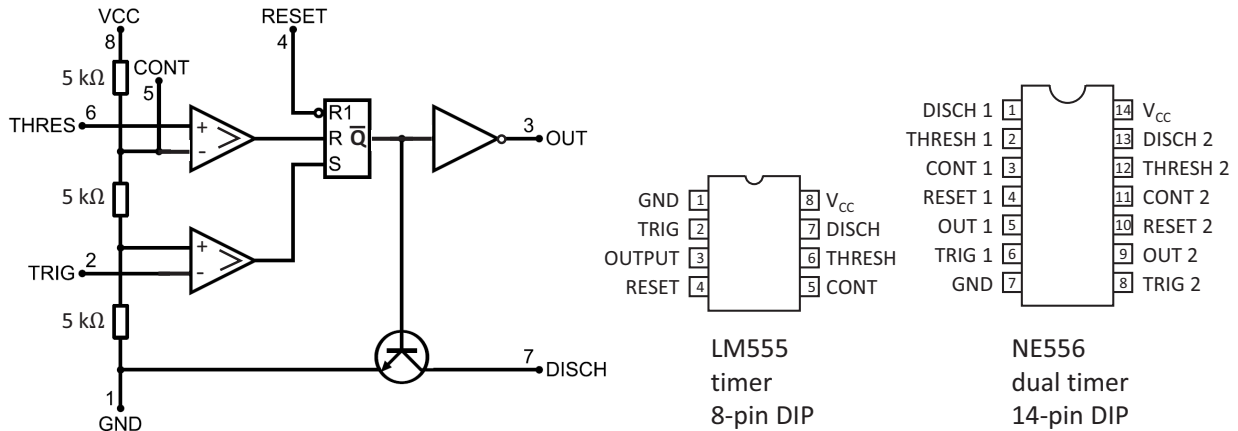 VCC
8
5 kΩ
CONT
5
RESET
4
THRES
6
+
-
>
R1
R
Q̅
S
3
OUT
5 kΩ
TRIG
2
+
-
>
5 kΩ
7
DISCH
1
GND
GND 1
TRIG 2
OUTPUT 3
RESET 4
8 VCC
7 DISCH
6 THRESH
5 CONT
LM555
timer
8-pin DIP
DISCH 1 1
THRESH 1 2
CONT 1 3
RESET 1 4
OUT 1 5
TRIG 1 6
GND 7
14 VCC
13 DISCH 2
12 THRESH 2
11 CONT 2
10 RESET 2
9 OUT 2
8 TRIG 2
NE556
dual timer
14-pin DIP